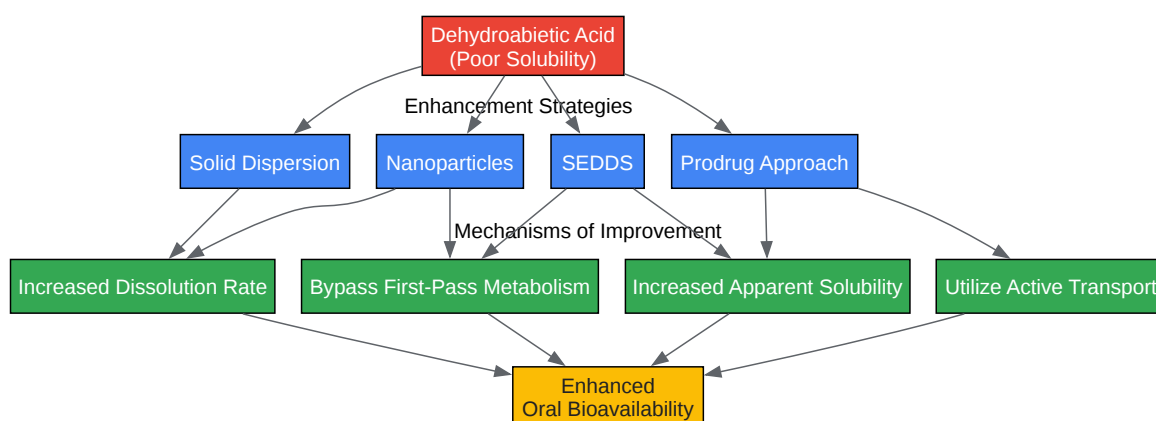 Dehydroabietic Acid
(Poor Solubility)
Enhancement Strategies
Solid Dispersion
Nanoparticles
SEDDS
Prodrug Approach
Mechanisms of Improvement
Increased Dissolution Rate
Bypass First-Pass Metabolism
Increased Apparent Solubility
Utilize Active Transport
Enhanced
Oral Bioavailability